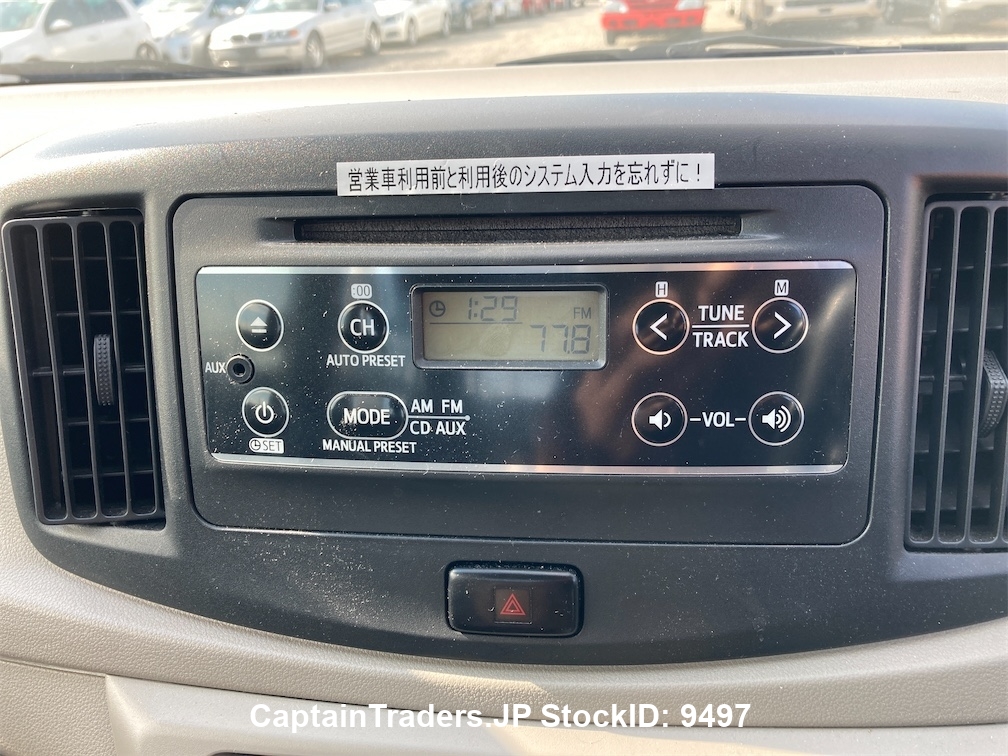 営業車利用前と利用後のシステム入力を忘れずに！
:00
CH
AUTO PRESET
AUX
SET
MODE
AM FM
CD AUX
MANUAL PRESET
1:29
FM
77.8
H
M
TUNE
TRACK
VOL
CaptainTraders.JP StockID: 9497